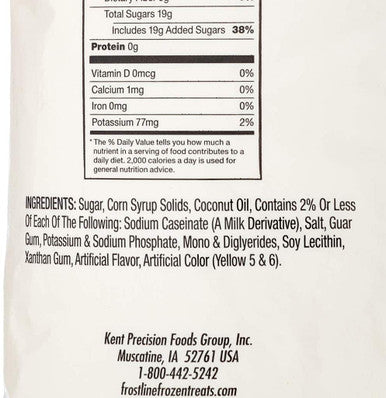 Total Sugars 19g
Includes 19g Added Sugars 38%
Protein 0g
Vitamin D 0mcg 0%
Calcium 1mg 0%
Iron 0mg 0%
Potassium 77mg 2%
*The % Daily Value tells you how much a
nutrient in a serving of food contributes to a
daily diet. 2,000 calories a day is used for
general nutrition advice.
INGREDIENTS: Sugar, Corn Syrup Solids, Coconut Oil, Contains 2% Or Less
Of Each Of The Following: Sodium Caseinate (A Milk Derivative), Salt, Guar
Gum, Potassium & Sodium Phosphate, Mono & Diglyerides, Soy Lecithin,
Xanthan Gum, Artificial Flavor, Artificial Color (Yellow 5 & 6).
Kent Precision Foods Group, Inc.
Muscatine, IA 52761 USA
1-800-442-5242
frostlinefrozentreats.com